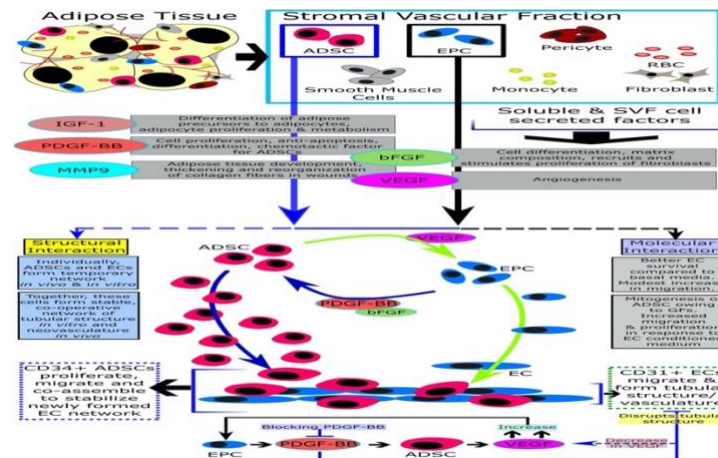 Adipose Tissue
Stromal Vascular Fraction
ADSC
EPC
Pericyte
RBC
Smooth Muscle
Cells
Monocyte
Fibroblast
Soluble & SVF cell
secreted factors
IGF-1
Differentiation of adipose
precursors to adipocytes,
adipocyte proliferation & metabolism
PDGF-BB
Cell proliferation, anti-apoptosis,
differentiation, chemotactic factor
for ADSCs
MMP9
Adipose tissue development,
thickening and reorganization
of collagen fibers in wounds
bFGF
Cell differentiation, matrix
composition, recruits and
stimulates proliferation of fibroblasts
VEGF
Angiogenesis
Structural
Interaction
Individually,
ADSCs and ECs
form temporary
network
in vivo & in vitro
Together, these
cells form stable,
co-operative
network of
tubular structure
in vitro and
neovasculature
in vivo
ADSC
VEGF
EPC
PDGF-BB
bFGF
EC
Molecular
Interaction
Better EC
survival
compared to
basal media.
Modest increase
in migration.
Mitogenesis of
ADSC owing
to GFs.
Increased
migration
& proliferation
in response to
EC conditioned
medium
CD34+ ADSCs
proliferate,
migrate and
co-assemble
to stabilize
newly formed
EC network
CD31+ ECs
migrate &
form tubular
structure/
vasculature
Disrupts tubular
structure
Blocking PDGF-BB
Increase
EPC
PDGF-BB
ADSC
VEGF
Decrease
in VEGF